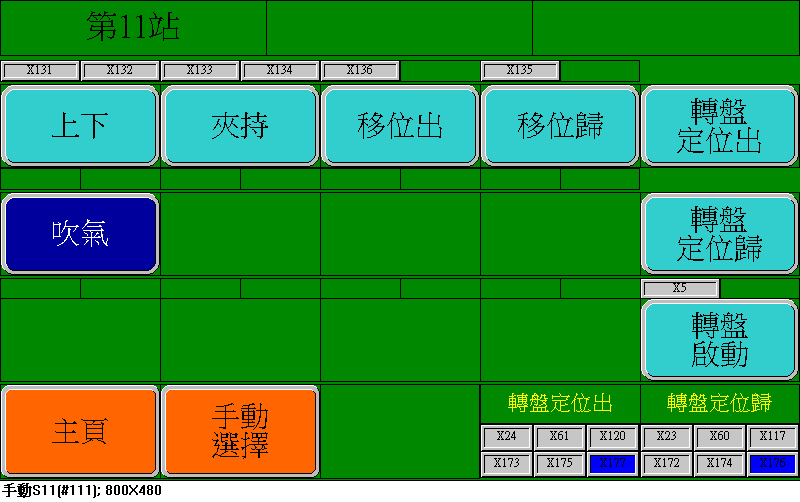 第11站
X131 X132 X133 X134 X136 X135
上下 夾持 移位出 移位歸 轉盤
定位出
吹氣 轉盤
定位歸
X5
轉盤
啟動
主頁 手動
選擇
轉盤定位出 轉盤定位歸
X24 X61 X120 X23 X60 X117
X173 X175 X177 X172 X174 X176
手動S11(#111); 800X480